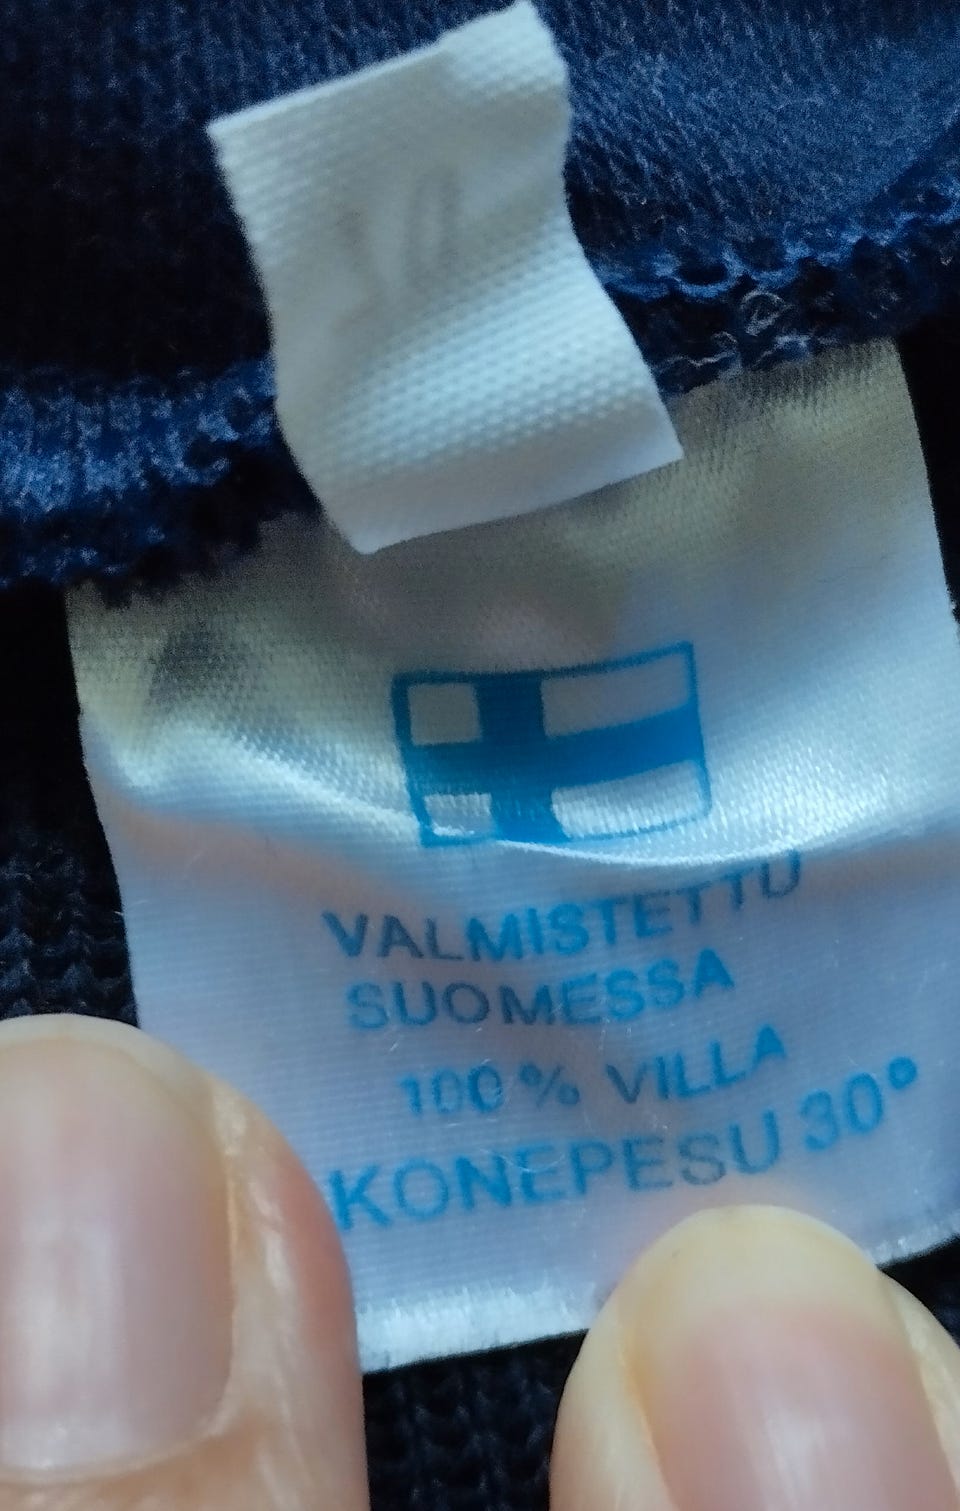 VALMISTETTU
SUOMESSA
100% VILLA
KONEPESU 30°